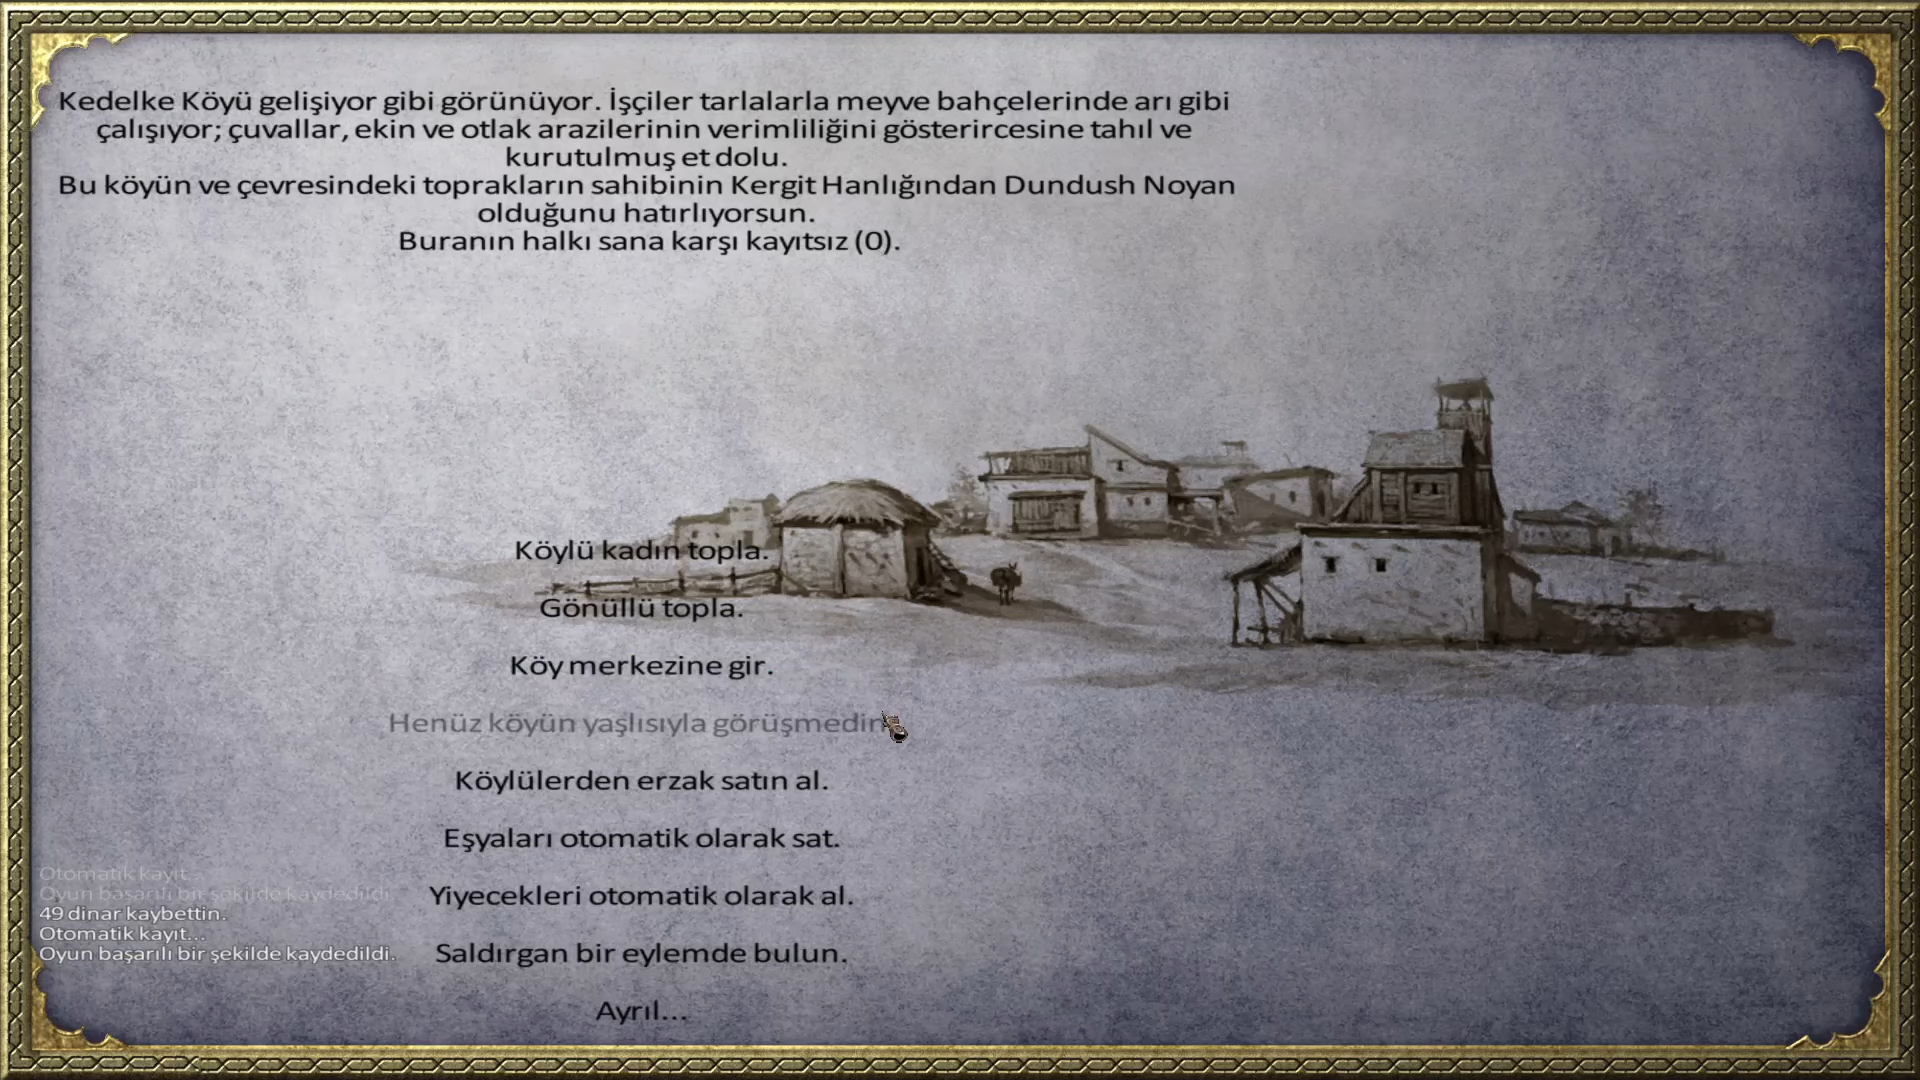 Kedelke Köyü gelişiyor gibi görünüyor. İşçiler tarlalarla meyve bahçelerinde arı gibi
çalışıyor; çuvallar, ekin ve otlak arazilerinin verimliliğini gösterircesine tahıl ve
kurutulmuş et dolu.
Bu köyün ve çevresindeki toprakların sahibinin Kergit Hanlığından Dundush Noyan
olduğunu hatırlıyorsun.
Buranın halkı sana karşı kayıtsız (0).
Köylü kadın topla.
Gönüllü topla.
Köy merkezine gir.
Henüz köyün yaşlısıyla görüşmedin
Köylülerden erzak satın al.
Eşyaları otomatik olarak sat.
Yiyecekleri otomatik olarak al.
Saldırgan bir eylemde bulun.
Ayrıl...
Otomatik kayıt...
Oyun başarılı bir şekilde kaydedildi.
49 dinar kaybettin.
Otomatik kayıt...
Oyun başarılı bir şekilde kaydedildi.